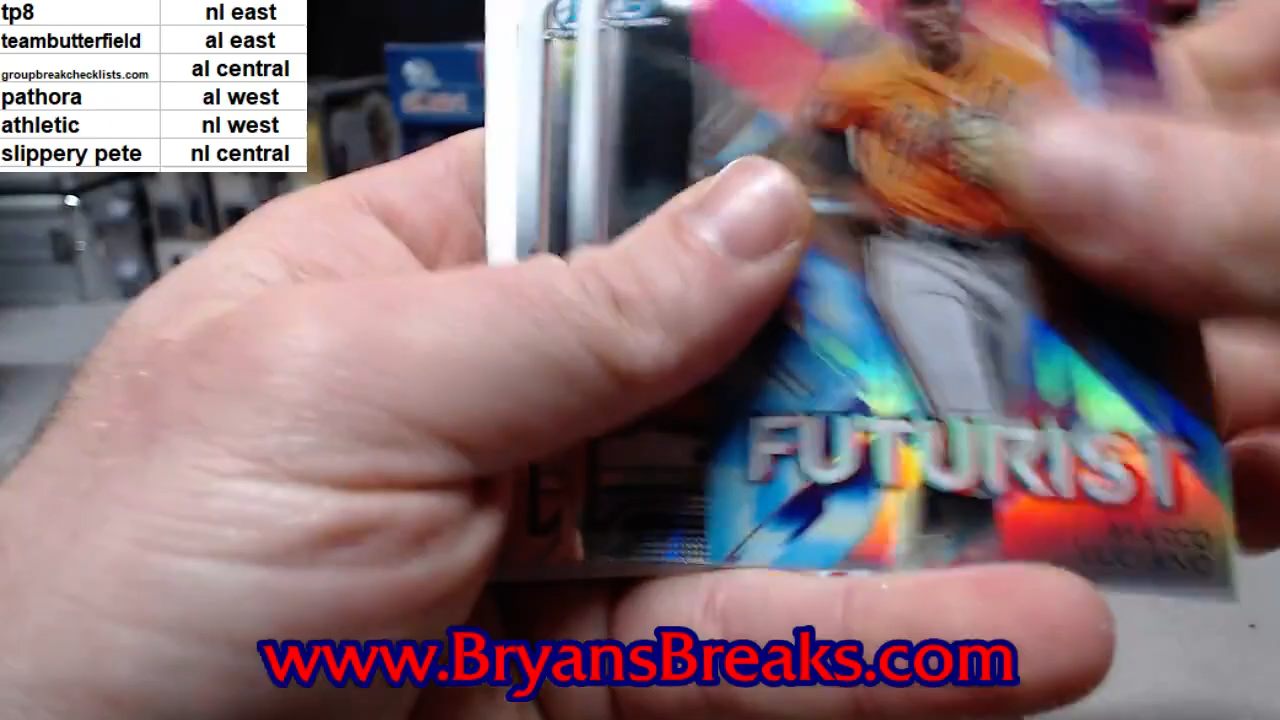 tp8 nl east
teambutterfield al east
groupbreakchecklists.com al central
pathora al west
athletic nl west
slippery pete nl central
FUTURIST
www.BryansBreaks.com